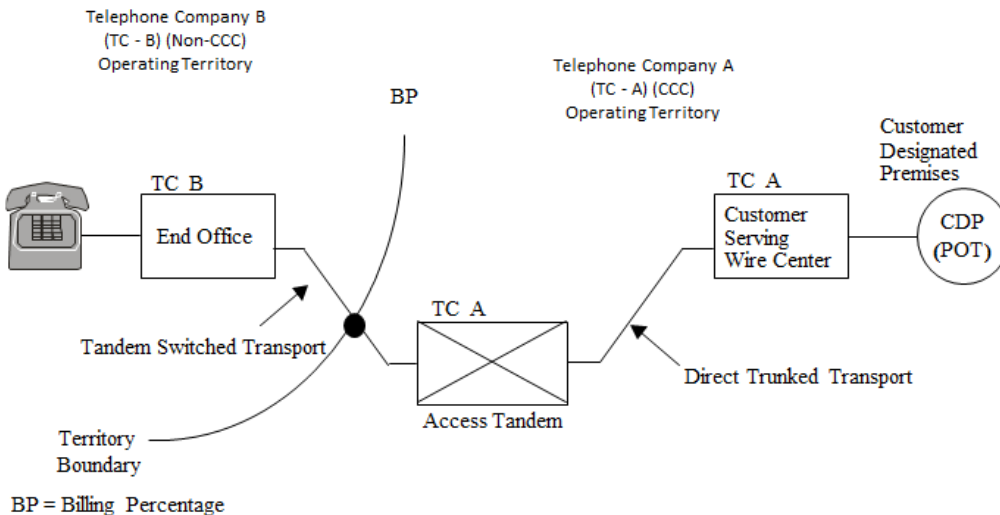 Telephone Company B
(TC - B) (Non-CCC)
Operating Territory
Telephone Company A
(TC - A) (CCC)
Operating Territory
BP
Customer
Designated
Premises
TC B
End Office
TC A
Customer
Serving
Wire Center
CDP
(POT)
TC A
Tandem Switched Transport
Direct Trunked Transport
Access Tandem
Territory
Boundary
BP = Billing Percentage